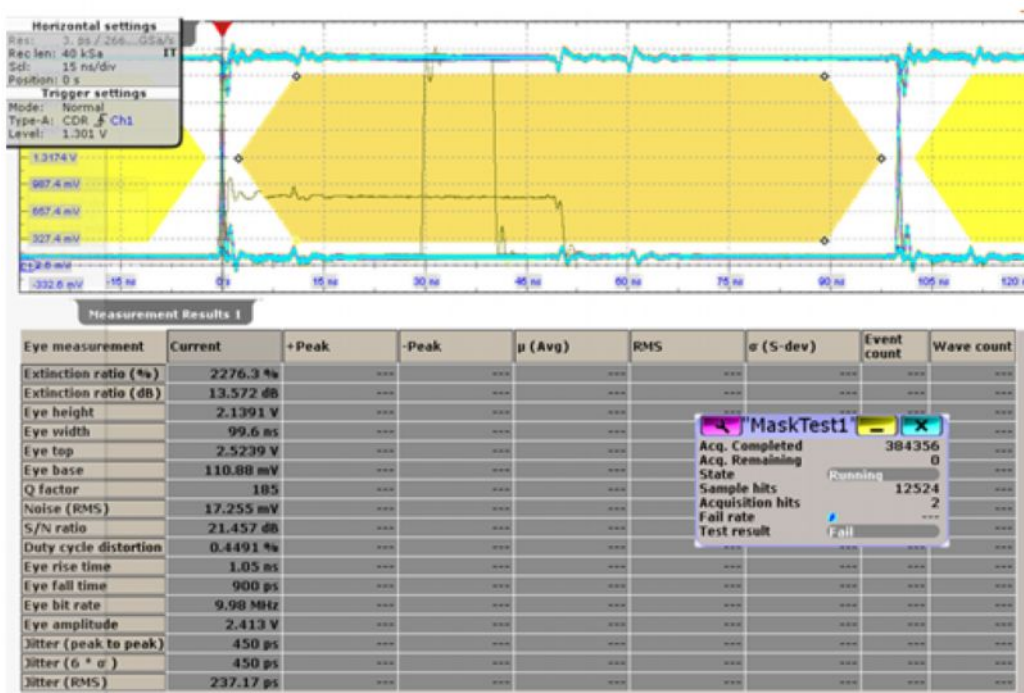 Horizontal settings
Res: 3. ps / 266....GSa/s
Rec len: 40 kSa IT
Scl: 15 ns/div
Position: 0 s
Trigger settings
Mode: Normal
Type-A: CDR Ch1
Level: 1.301 V
1.3174 V
987.4 mV
657.4 mV
327.4 mV
-332.6 mV
-15 ns 0 s 15 ns 30 ns 45 ns 60 ns 75 ns 90 ns 105 ns 120
Measurement Results 1
Eye measurement Current +Peak -Peak μ (Avg) RMS σ (S-dev) Event count Wave count
Extinction ratio (%) 2276.3 % --- --- --- --- --- --- ---
Extinction ratio (dB) 13.572 dB --- --- --- --- --- --- ---
Eye height 2.1391 V --- --- --- --- --- --- ---
Eye width 99.6 ns --- --- --- ---
Eye top 2.5239 V --- --- --- ---
Eye base 110.88 mV --- --- --- ---
Q factor 185 --- --- --- ---
Noise (RMS) 17.255 mV --- --- --- ---
S/N ratio 21.457 dB --- --- --- ---
Duty cycle distortion 0.4491 % --- --- --- --- --- --- ---
Eye rise time 1.05 ns --- --- --- --- --- --- ---
Eye fall time 900 ps --- --- --- --- --- --- ---
Eye bit rate 9.98 MHz --- --- --- --- --- --- ---
Eye amplitude 2.413 V --- --- --- --- --- --- ---
Jitter (peak to peak) 450 ps --- --- --- --- --- --- ---
Jitter (6 * σ) 450 ps --- --- --- --- --- --- ---
Jitter (RMS) 237.17 ps --- --- --- --- --- --- ---
"MaskTest1"
Acq. Completed 384356
Acq. Remaining 0
State Running
Sample hits 12524
Acquisition hits 2
Fail rate ---
Test result Fail